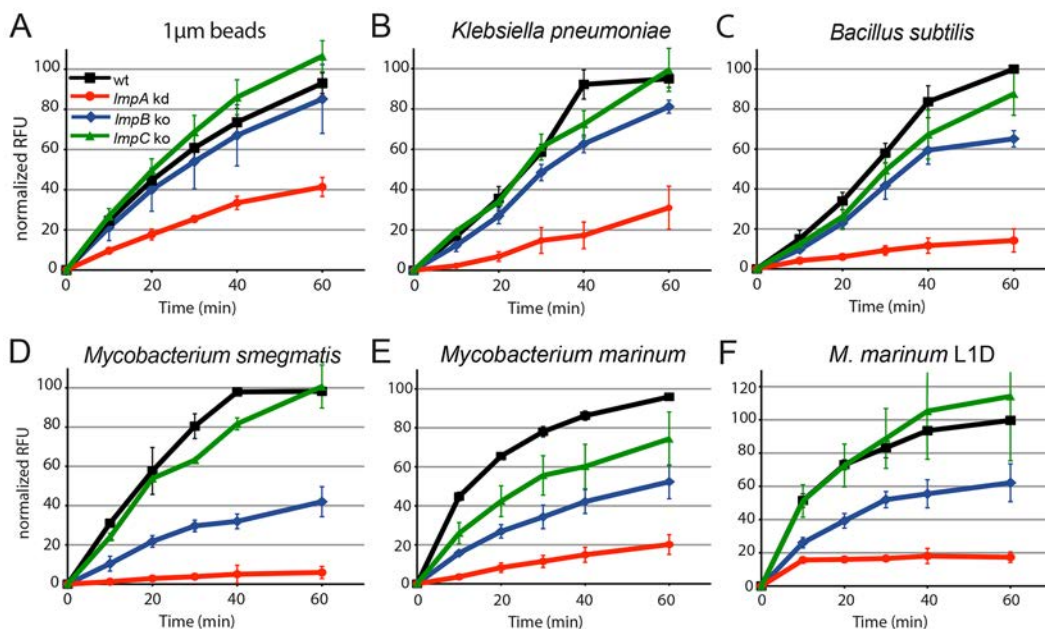 A
1µm beads
normalized RFU
100
80
60
40
20
0
wt
lmpA kd
lmpB ko
lmpC ko
0
20
40
60
Time (min)
B
Klebsiella pneumoniae
100
80
60
40
20
0
0
20
40
60
Time (min)
C
Bacillus subtilis
100
80
60
40
20
0
0
20
40
60
Time (min)
D
Mycobacterium smegmatis
normalized RFU
100
80
60
40
20
0
0
20
40
60
Time (min)
E
Mycobacterium marinum
100
80
60
40
20
0
0
20
40
60
Time (min)
F
M. marinum L1D
120
100
80
60
40
20
0
0
20
40
60
Time (min)